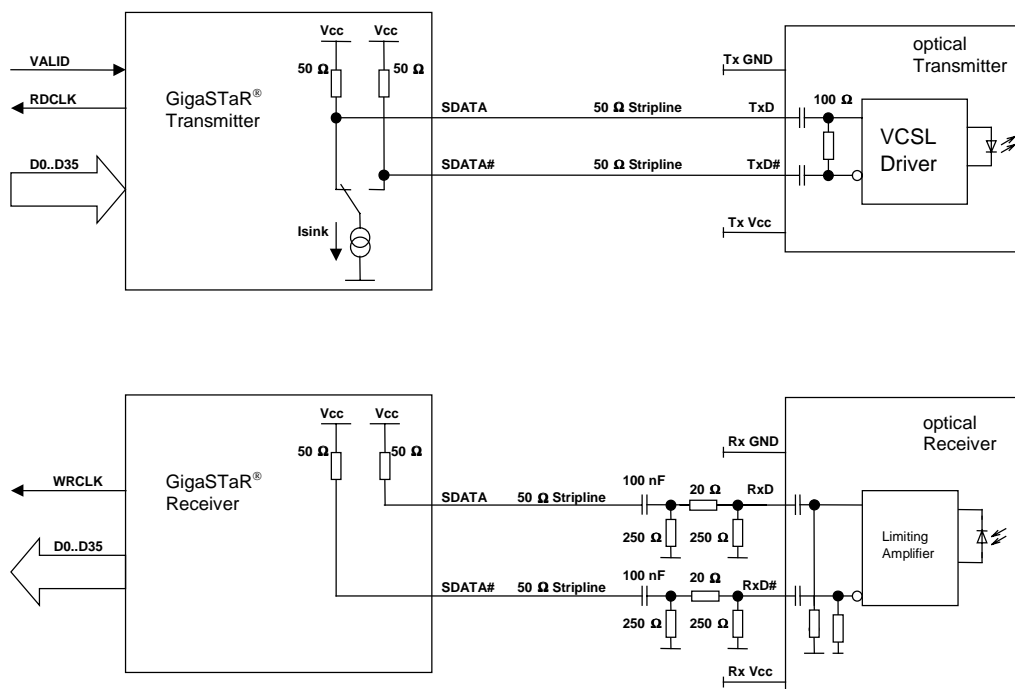 Vcc Vcc
50 Ω 50 Ω
VALID
RDCLK
D0..D35
GigaSTaR®
Transmitter
Isink
SDATA 50 Ω Stripline TxD
SDATA# 50 Ω Stripline TxD#
Tx GND
Tx Vcc
optical
Transmitter
100 Ω
VCSL
Driver
Vcc Vcc
50 Ω 50 Ω
WRCLK
D0..D35
GigaSTaR®
Receiver
100 nF
SDATA 50 Ω Stripline 20 Ω RxD
250 Ω 250 Ω
100 nF 20 Ω
SDATA# 50 Ω Stripline RxD#
250 Ω 250 Ω
Rx GND
Rx Vcc
optical
Receiver
Limiting
Amplifier